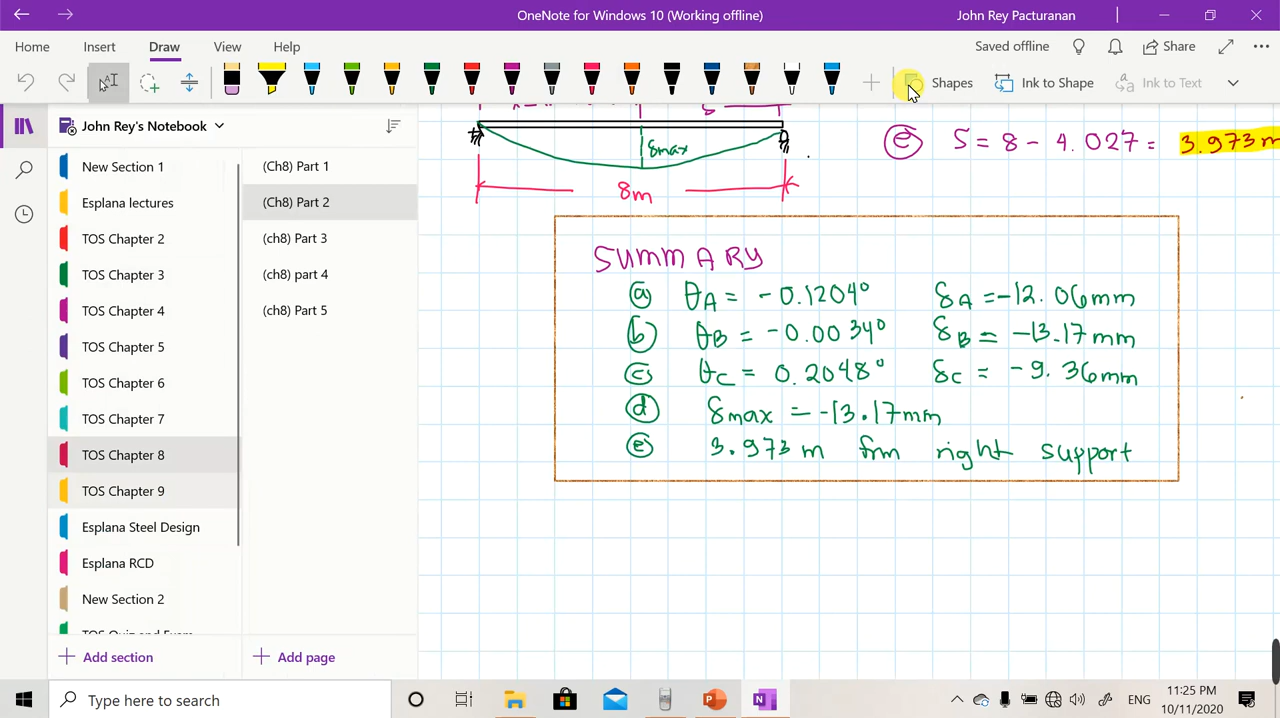 OneNote for Windows 10 (Working offline)
John Rey Pacturanan
Home Insert Draw View Help
Saved offline Share
Shapes Ink to Shape Ink to Text
John Rey's Notebook
New Section 1
Esplana lectures
TOS Chapter 2
TOS Chapter 3
TOS Chapter 4
TOS Chapter 5
TOS Chapter 6
TOS Chapter 7
TOS Chapter 8
TOS Chapter 9
Esplana Steel Design
Esplana RCD
New Section 2
TOS Quiz and Exam
Add section
(Ch8) Part 1
(Ch8) Part 2
(ch8) Part 3
(ch8) part 4
(ch8) Part 5
Add page
δmax
8m
ⓔ S = 8 - 4.027 = 3.973 m
SUMMARY
ⓐ θA = -0.1204° δA = -12.06mm
ⓑ θB = -0.0034° δB = -13.17mm
ⓒ θC = 0.2048° δC = -9.36mm
ⓓ δmax = -13.17mm
ⓔ 3.973 m frm right support
Type here to search
ENG
11:25 PM
10/11/2020